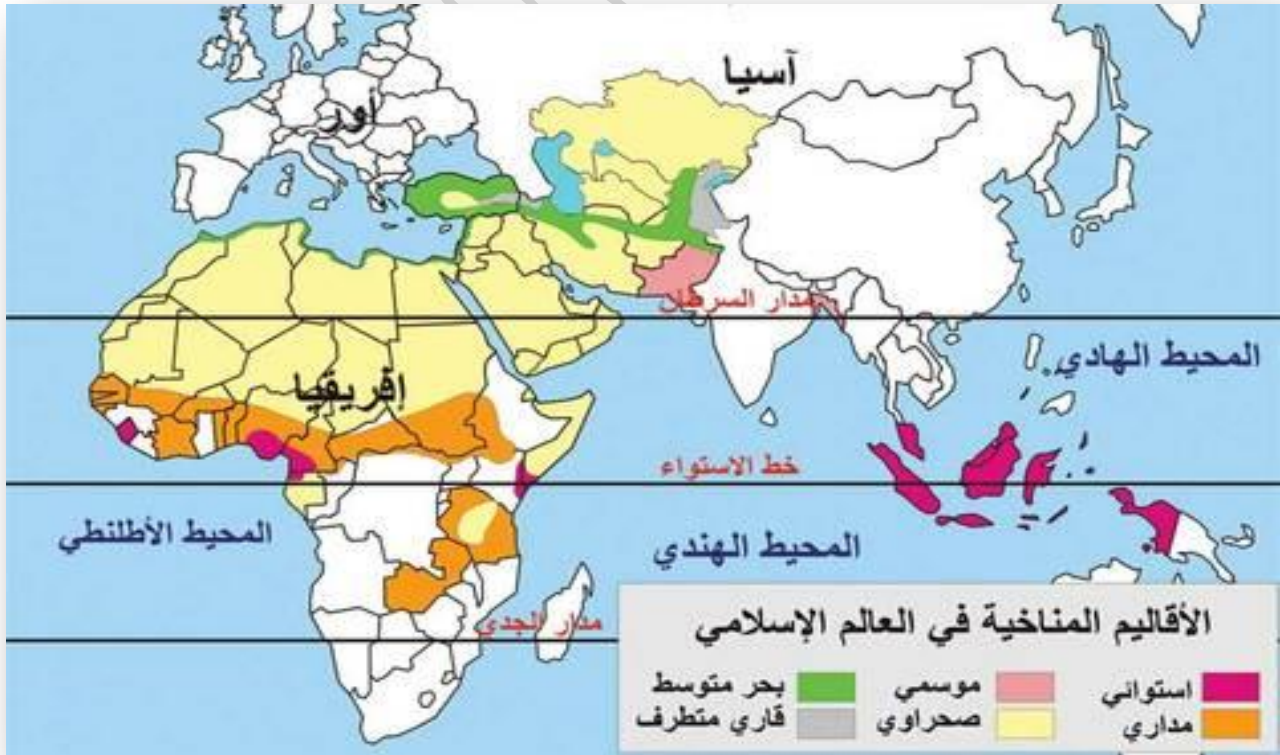 آسيا
أور
مدار السرطان
المحيط الهادي
إفريقيا
خط الاستواء
المحيط الأطلنطي
المحيط الهندي
مدار الجدي
الأقاليم المناخية في العالم الإسلامي
استوائي
موسمي
بحر متوسط
مداري
صحراوي
قاري متطرف